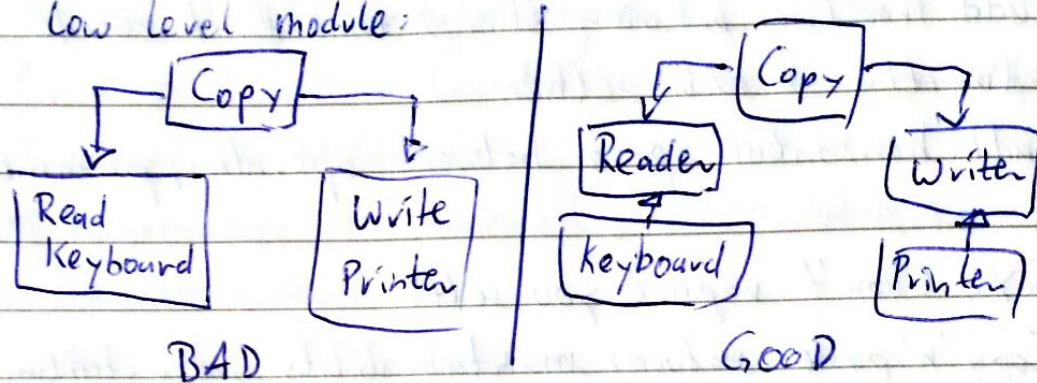 low level module:
Copy
Read
Keyboard
Write
Printer
BAD
Copy
Reader
Writer
Keyboard
Printer
GOOD